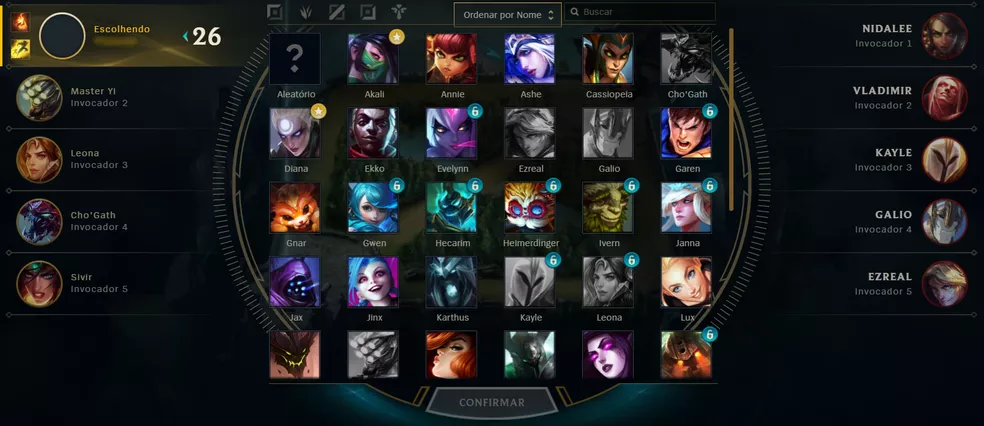 Ordenar por Nome
Buscar
Escolhendo
26
Master Yi
Invocador 2
Leona
Invocador 3
Cho'Gath
Invocador 4
Sivir
Invocador 5
?
Aleatório
Akali
Annie
Ashe
Cassiopeia
Cho'Gath
Diana
Ekko
Evelynn
Ezreal
Galio
Garen
Gnar
Gwen
Hecarim
Heimerdinger
Ivern
Janna
Jax
Jinx
Karthus
Kayle
Leona
Lux
CONFIRMAR
NIDALEE
Invocador 1
VLADIMIR
Invocador 2
KAYLE
Invocador 3
GALIO
Invocador 4
EZREAL
Invocador 5